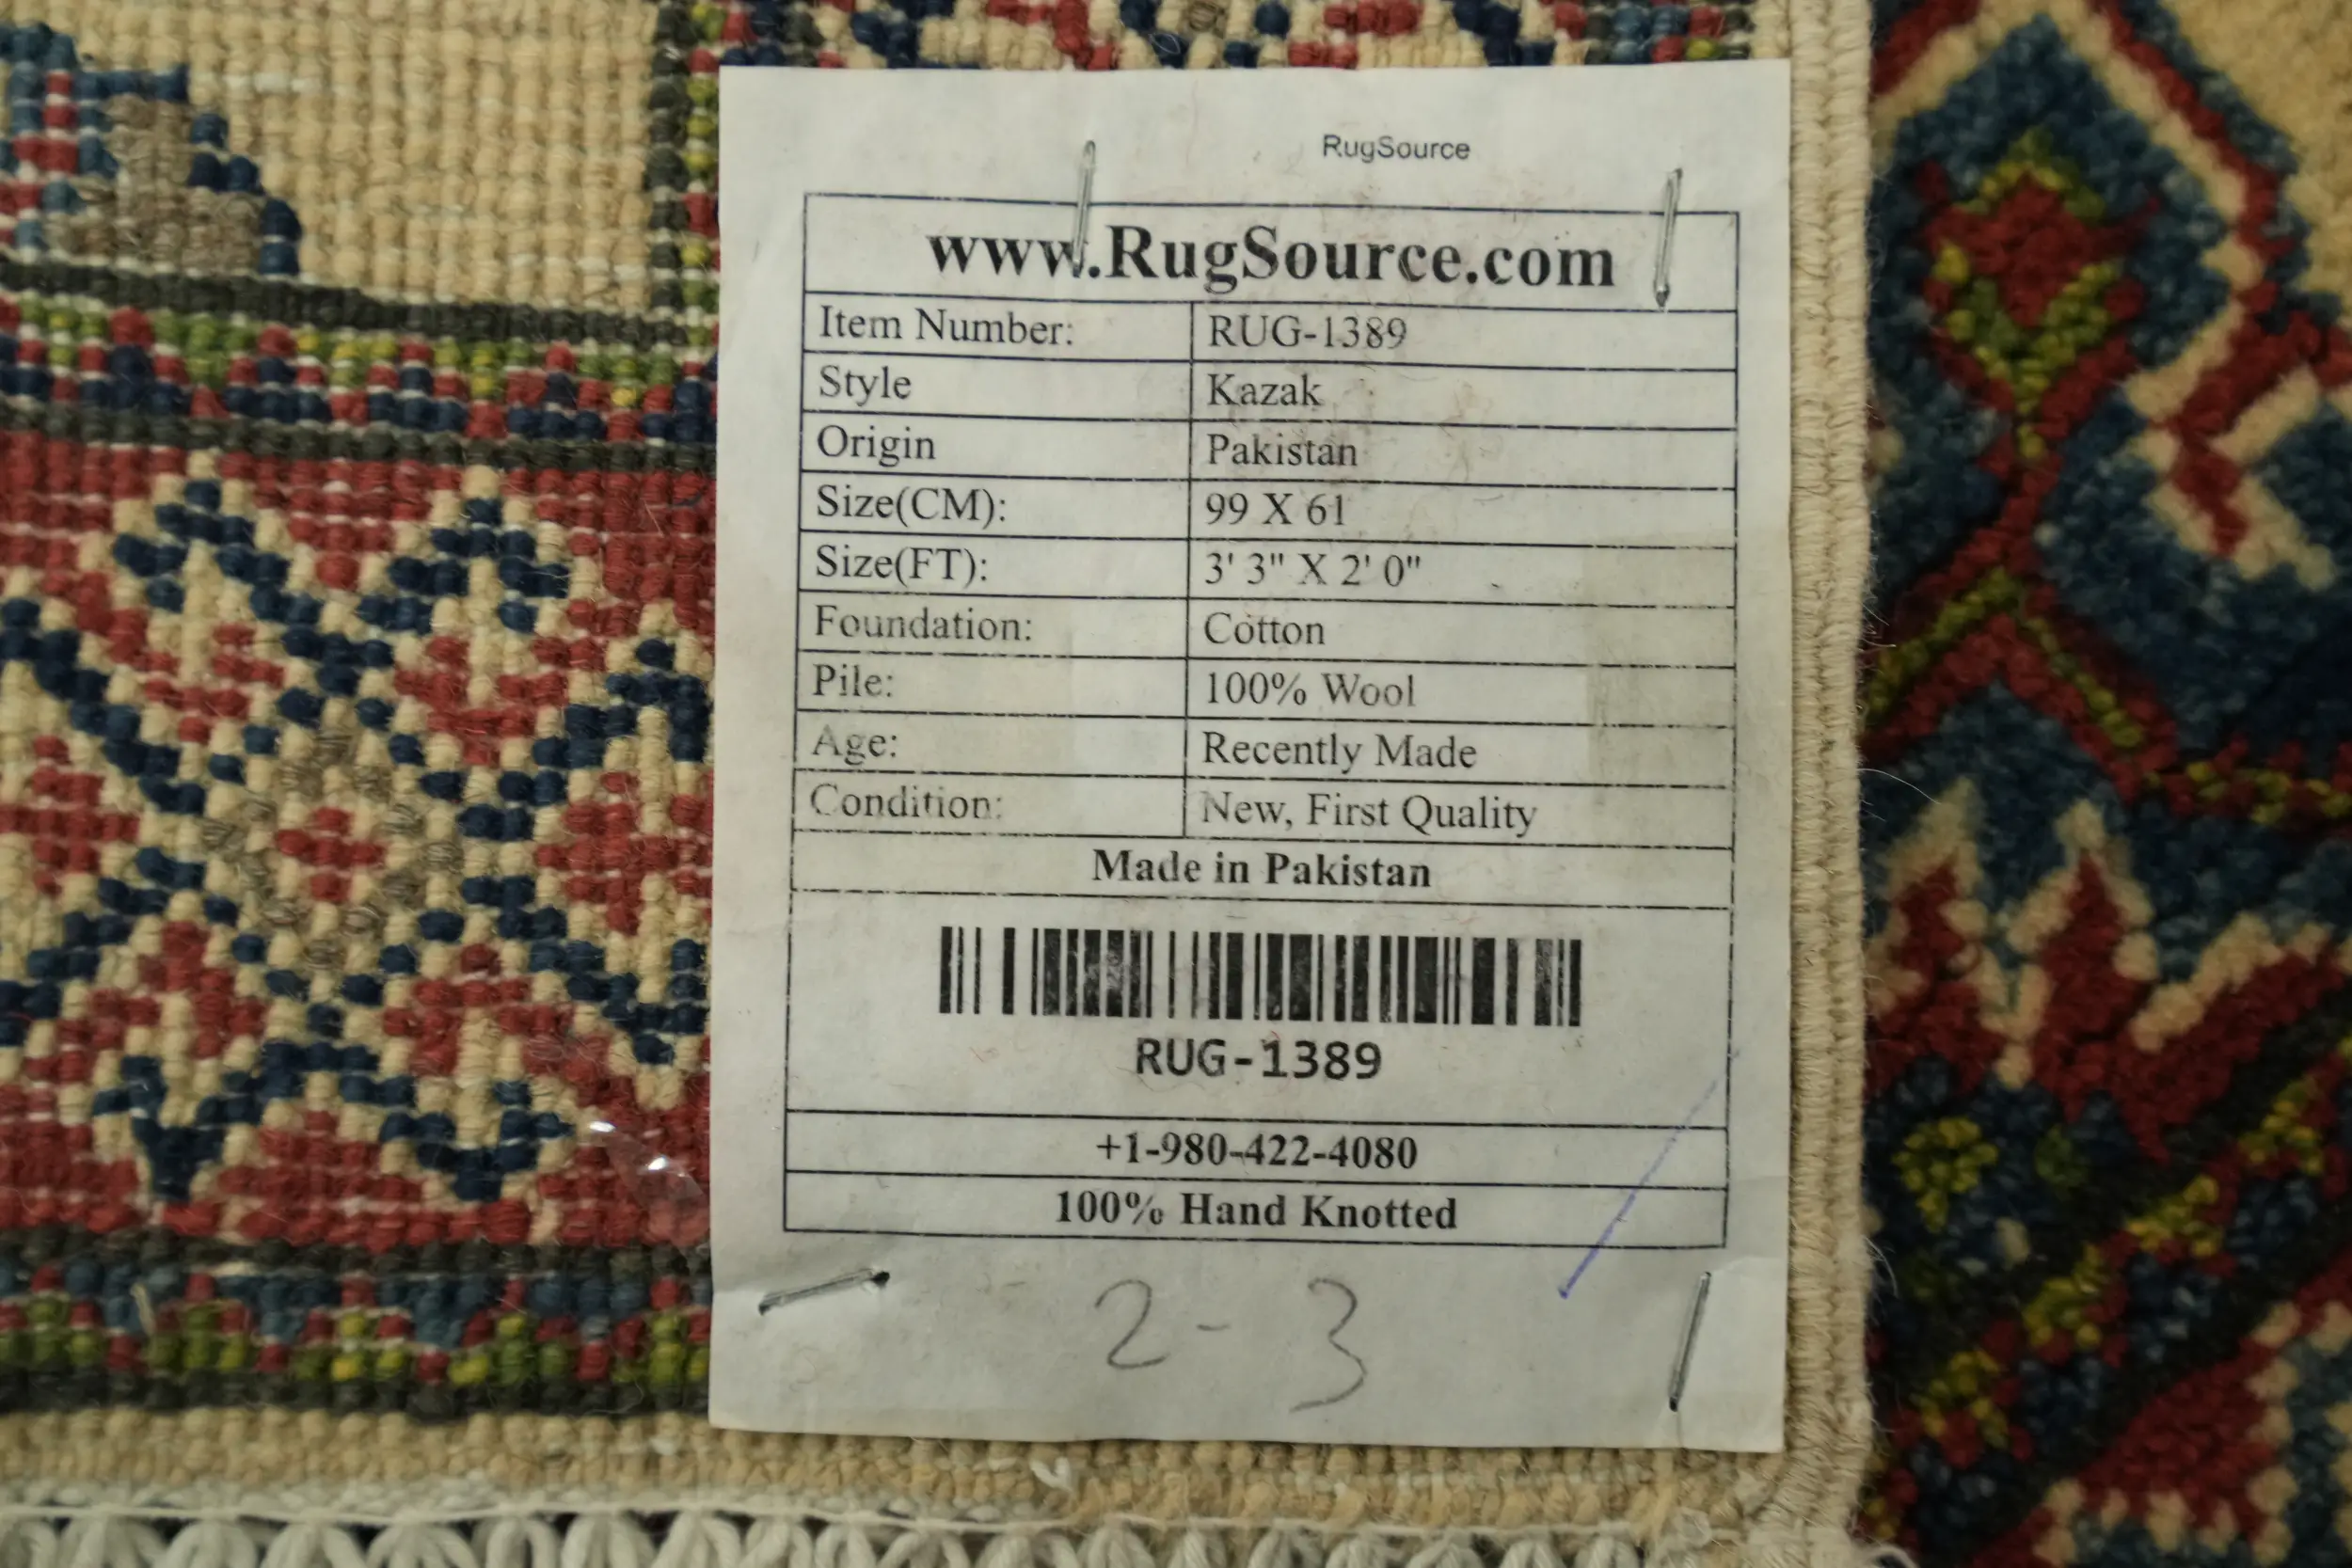 RugSource
www.RugSource.com
Item Number: RUG-1389
Style Kazak
Origin Pakistan
Size(CM): 99 X 61
Size(FT): 3' 3" X 2' 0"
Foundation: Cotton
Pile: 100% Wool
Age: Recently Made
Condition: New, First Quality
Made in Pakistan
RUG-1389
+1-980-422-4080
100% Hand Knotted
2-3